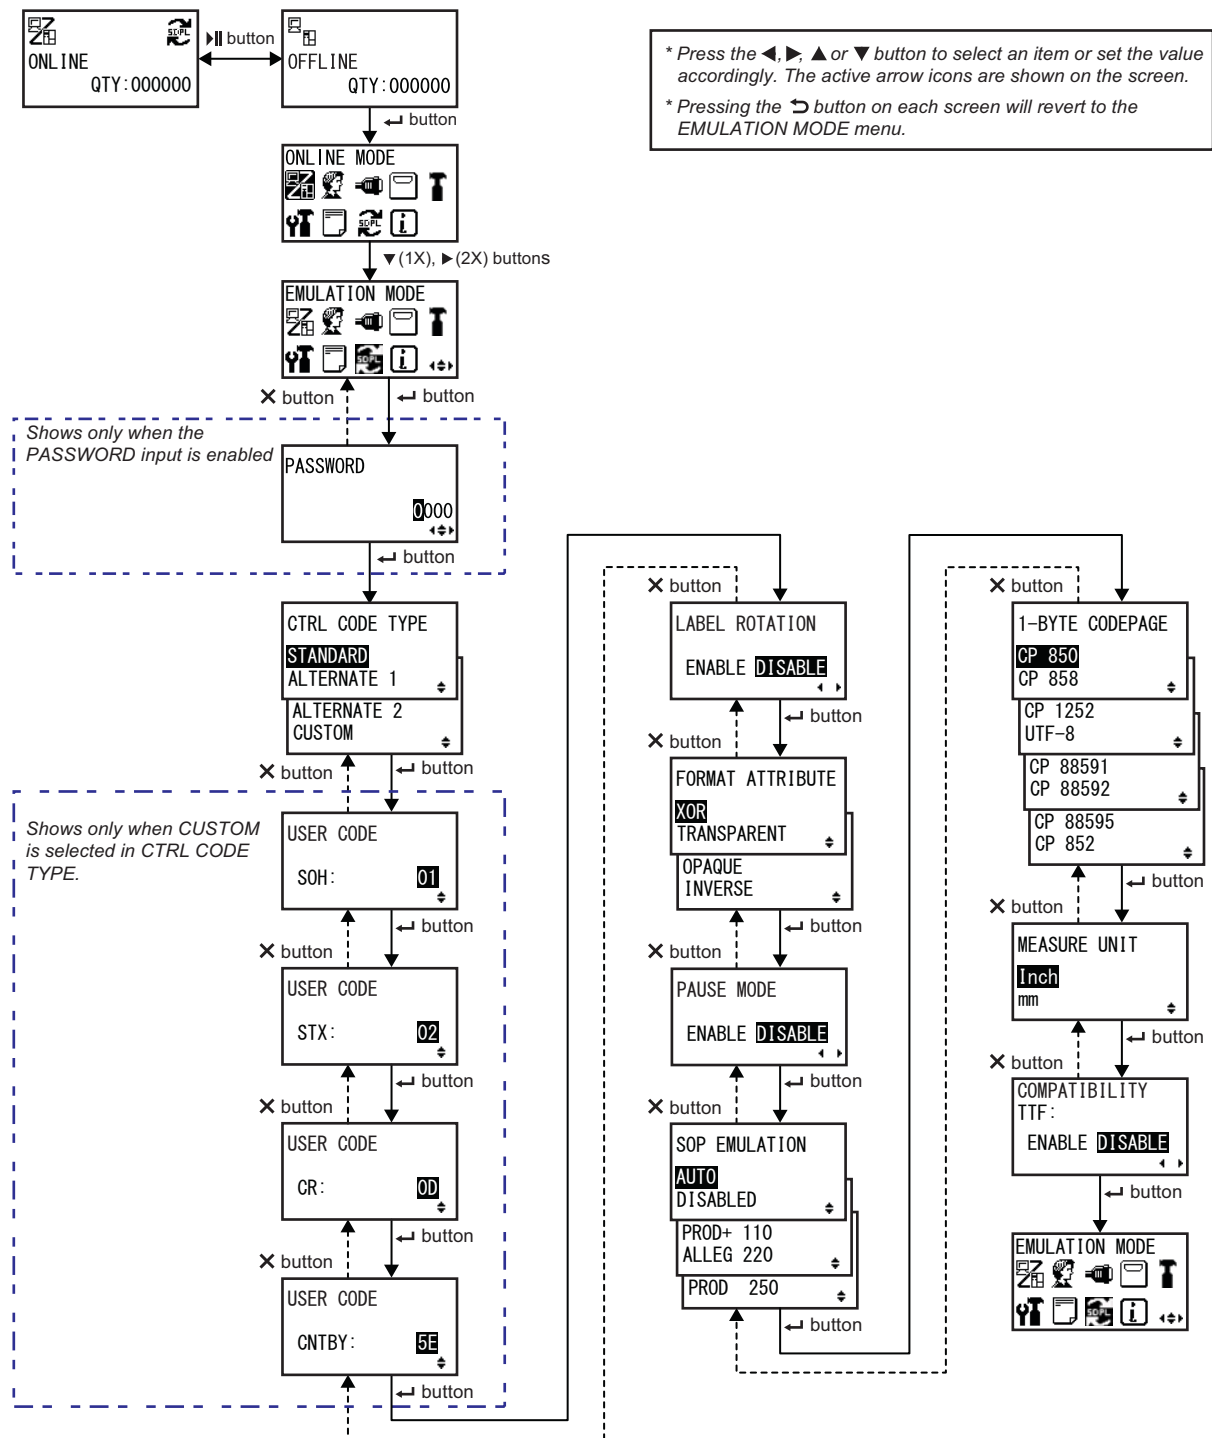 ONLINE
QTY:000000
▶II button
OFFLINE
QTY:000000
* Press the ◀, ▶, ▲ or ▼ button to select an item or set the value
accordingly. The active arrow icons are shown on the screen.
* Pressing the ⮌ button on each screen will revert to the
EMULATION MODE menu.
↵ button
ONLINE MODE
SDPL
i
▼(1X), ▶(2X) buttons
EMULATION MODE
SDPL
i
✕ button
↵ button
Shows only when the
PASSWORD input is enabled
PASSWORD
0000
↵ button
CTRL CODE TYPE
STANDARD
ALTERNATE 1
ALTERNATE 2
CUSTOM
✕ button
↵ button
Shows only when CUSTOM
is selected in CTRL CODE
TYPE.
USER CODE
SOH: 01
✕ button
↵ button
USER CODE
STX: 02
✕ button
↵ button
USER CODE
CR: 0D
✕ button
↵ button
USER CODE
CNTBY: 5E
↵ button
✕ button
LABEL ROTATION
ENABLE DISABLE
✕ button
↵ button
FORMAT ATTRIBUTE
XOR
TRANSPARENT
OPAQUE
INVERSE
✕ button
↵ button
PAUSE MODE
ENABLE DISABLE
✕ button
↵ button
SOP EMULATION
AUTO
DISABLED
PROD+ 110
ALLEG 220
PROD 250
↵ button
✕ button
1-BYTE CODEPAGE
CP 850
CP 858
CP 1252
UTF-8
CP 88591
CP 88592
CP 88595
CP 852
✕ button
↵ button
MEASURE UNIT
Inch
mm
✕ button
↵ button
COMPATIBILITY
TTF:
ENABLE DISABLE
↵ button
EMULATION MODE
SDPL
i